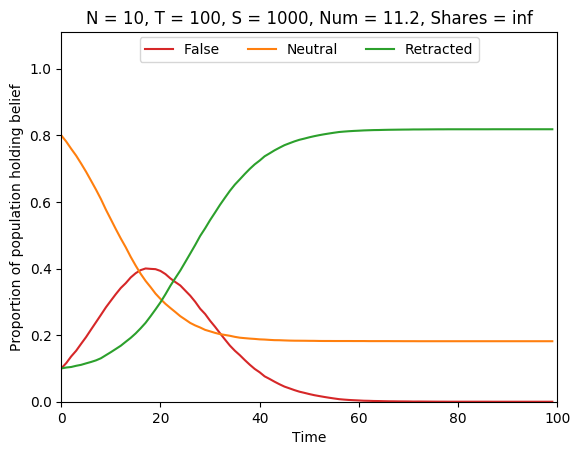 N = 10, T = 100, S = 1000, Num = 11.2, Shares = inf
False Neutral Retracted
Proportion of population holding belief
1.0
0.8
0.6
0.4
0.2
0.0
0 20 40 60 80 100
Time